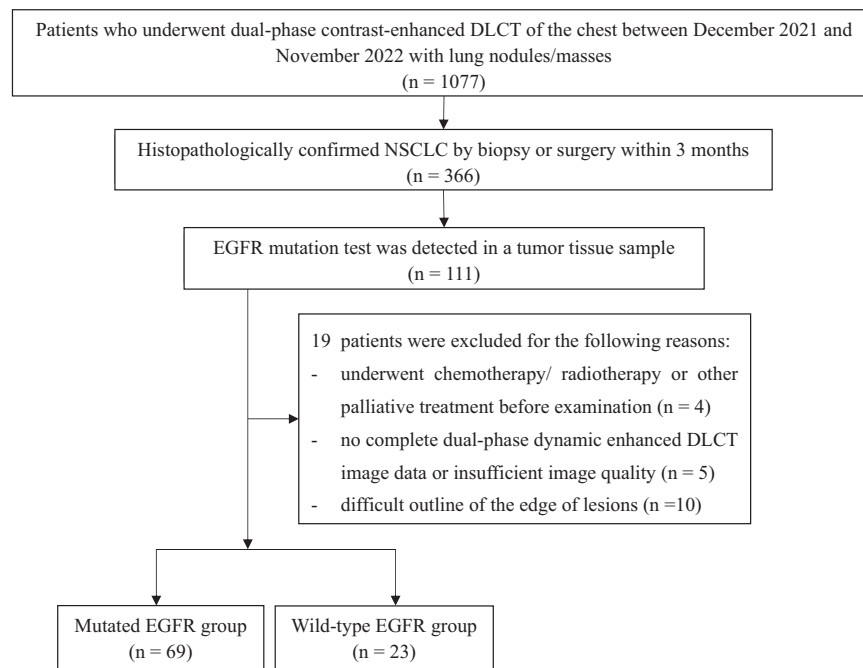 Patients who underwent dual-phase contrast-enhanced DLCT of the chest between December 2021 and
November 2022 with lung nodules/masses
(n = 1077)
Histopathologically confirmed NSCLC by biopsy or surgery within 3 months
(n = 366)
EGFR mutation test was detected in a tumor tissue sample
(n = 111)
19 patients were excluded for the following reasons:
- underwent chemotherapy/ radiotherapy or other
palliative treatment before examination (n = 4)
- no complete dual-phase dynamic enhanced DLCT
image data or insufficient image quality (n = 5)
- difficult outline of the edge of lesions (n =10)
Mutated EGFR group
(n = 69)
Wild-type EGFR group
(n = 23)